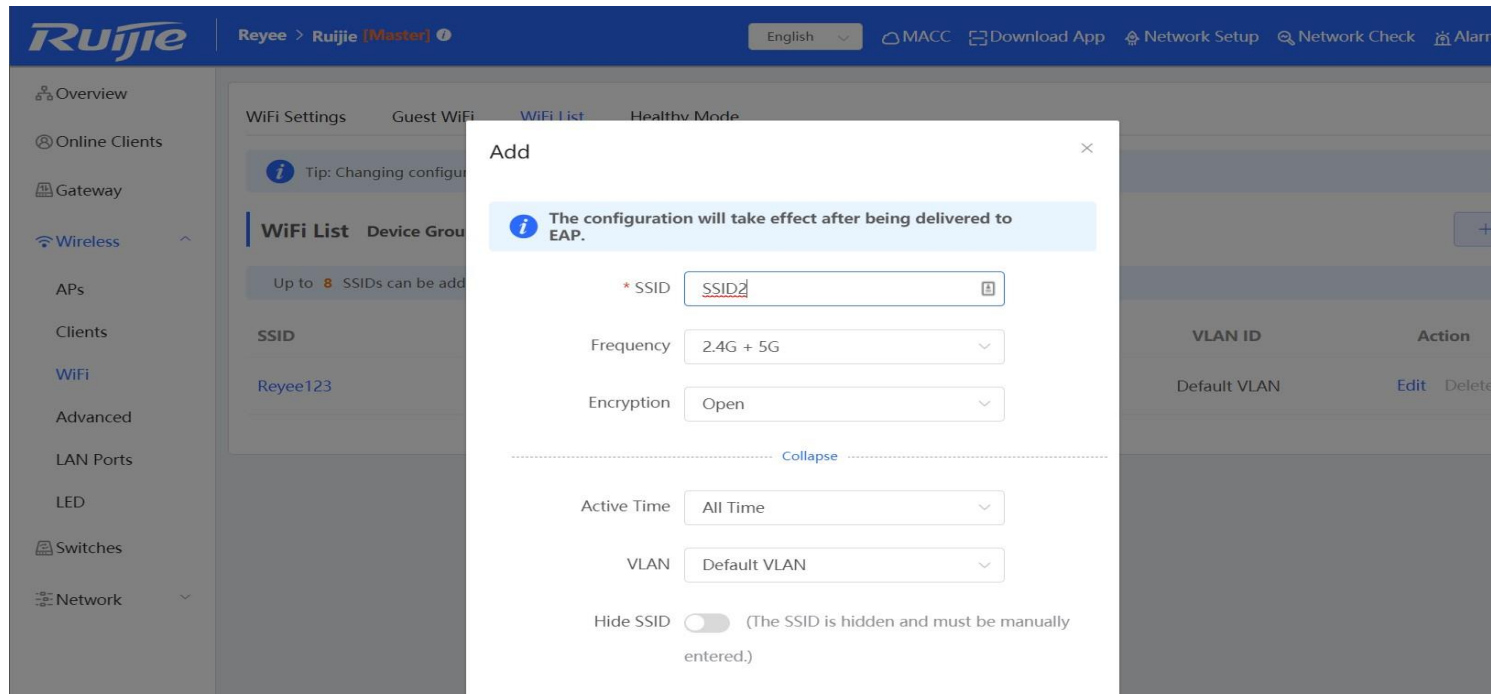 Ruijie
Reyee > Ruijie [Master]
English
MACC
Download App
Network Setup
Network Check
Alar
Overview
Online Clients
Gateway
Wireless
APs
Clients
WiFi
Advanced
LAN Ports
LED
Switches
Network
WiFi Settings Guest WiFi WiFi List Healthy Mode
Tip: Changing configu
WiFi List Device Grou
+
Up to 8 SSIDs can be add
SSID VLAN ID Action
Reyee123 Default VLAN Edit Delete
Add
The configuration will take effect after being delivered to
EAP.
* SSID SSID2
Frequency 2.4G + 5G
Encryption Open
Collapse
Active Time All Time
VLAN Default VLAN
Hide SSID (The SSID is hidden and must be manually
entered.)